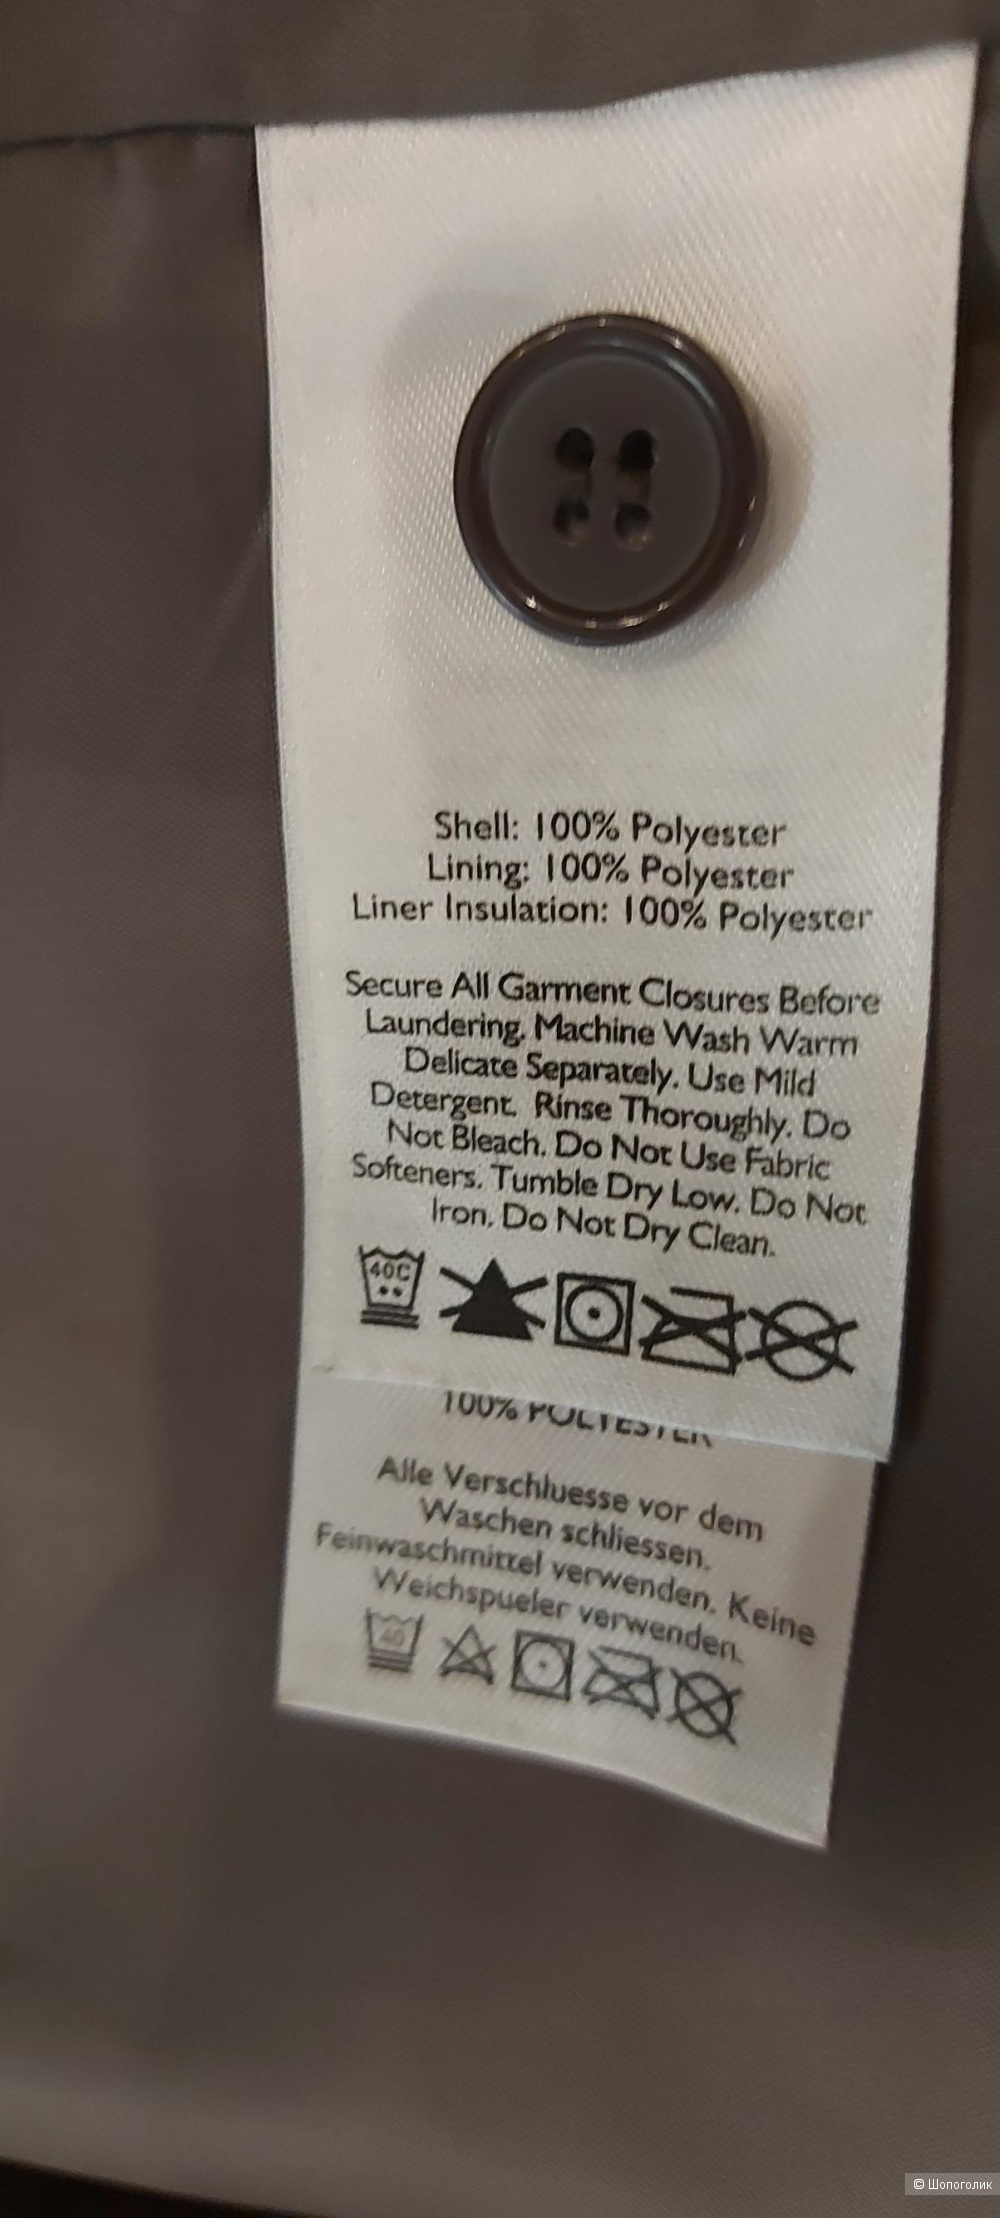 Shell: 100% Polyester
Lining: 100% Polyester
Liner Insulation: 100% Polyester
Secure All Garment Closures Before
Laundering. Machine Wash Warm
Delicate Separately. Use Mild
Detergent. Rinse Thoroughly. Do
Not Bleach. Do Not Use Fabric
Softeners. Tumble Dry Low. Do Not
Iron. Do Not Dry Clean.
40C
100% POLYESTER
Alle Verschluesse vor dem
Waschen schliessen.
Feinwaschmittel verwenden. Keine
Weichspueler verwenden.
40
© Шопоголик